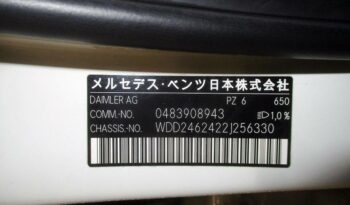 メルセデス・ベンツ日本株式会社
DAIMLER AG PZ 6 650
COMM.-NO. 0483908943 1,0%
CHASSIS.-NO. WDD2462422J256330